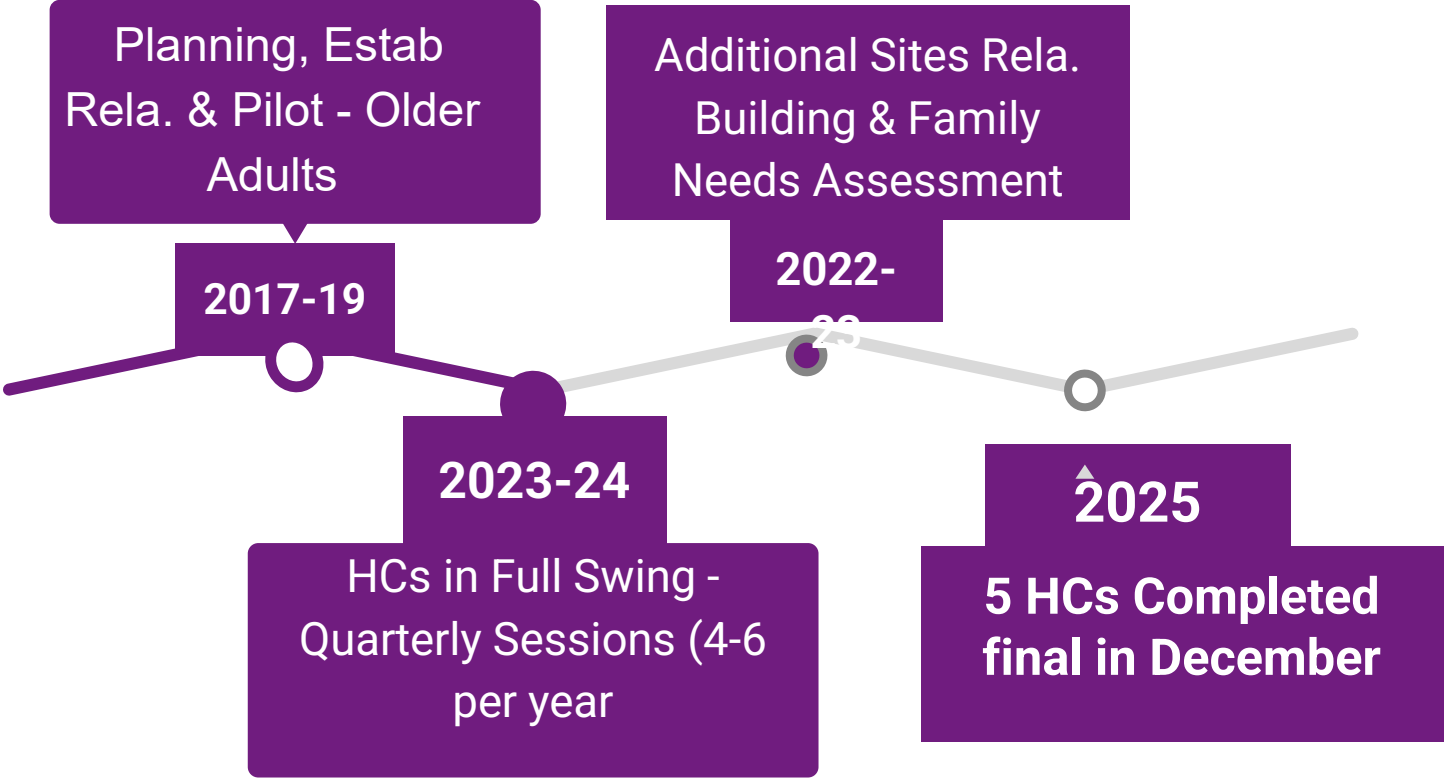 Planning, Estab
Rela. & Pilot - Older
Adults
2017-19
2023-24
HCs in Full Swing -
Quarterly Sessions (4-6
per year
Additional Sites Rela.
Building & Family
Needs Assessment
2022-
23
2025
5 HCs Completed
final in December